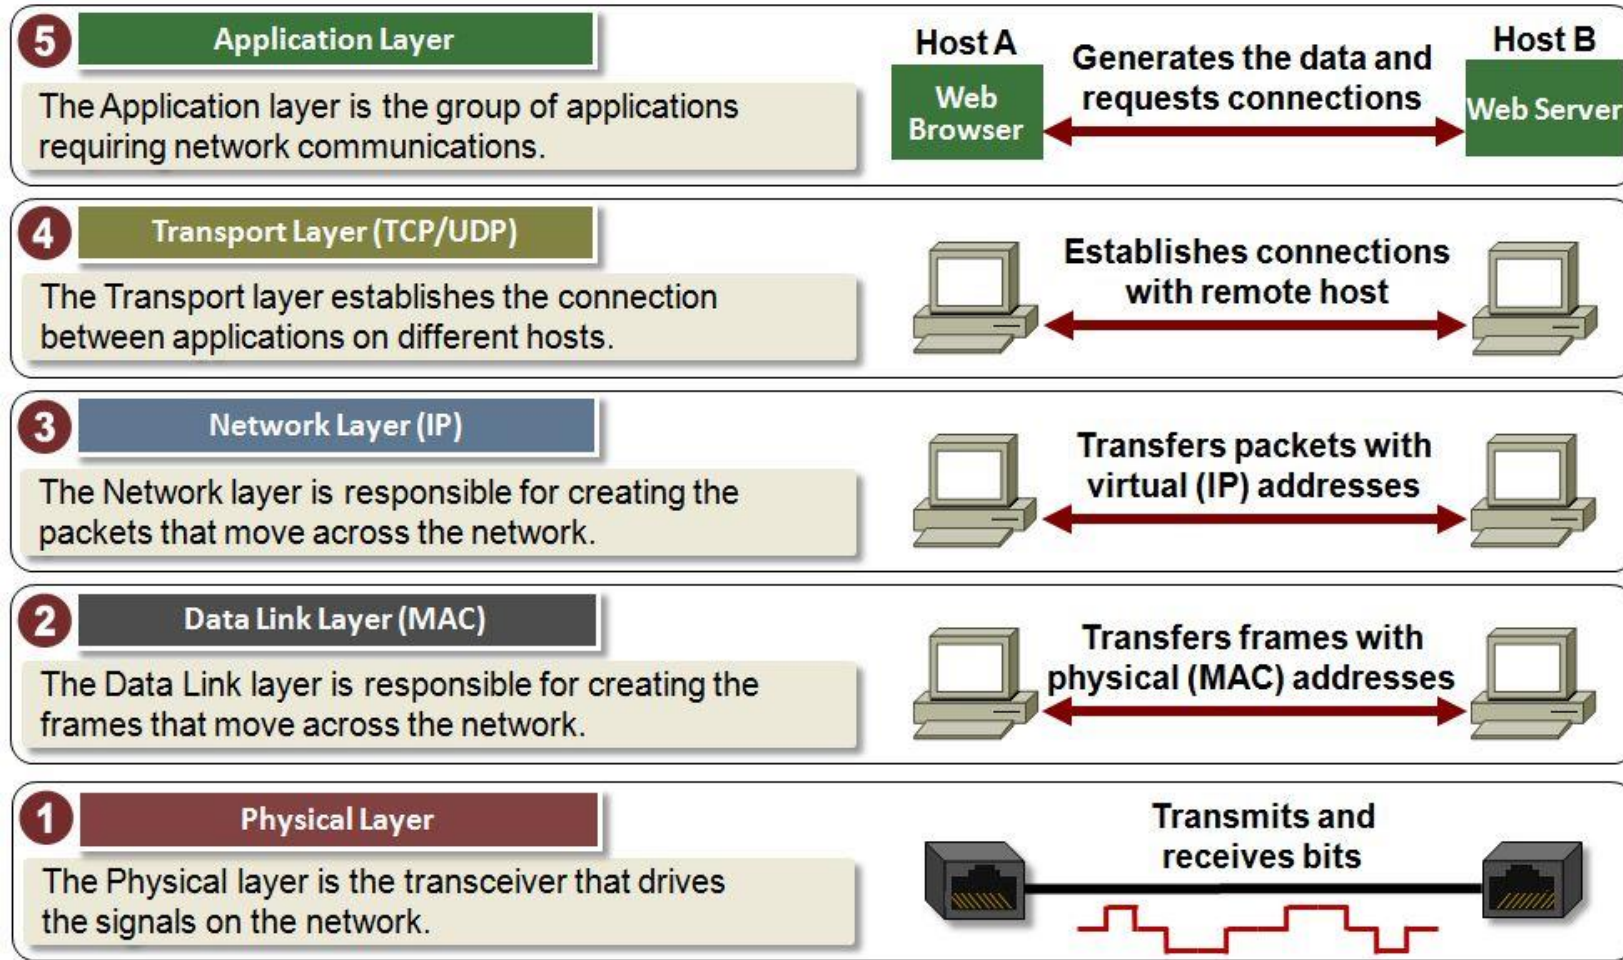 5
Application Layer
The Application layer is the group of applications
requiring network communications.
Host A
Web
Browser
Generates the data and
requests connections
Host B
Web Server
4
Transport Layer (TCP/UDP)
The Transport layer establishes the connection
between applications on different hosts.
Establishes connections
with remote host
3
Network Layer (IP)
The Network layer is responsible for creating the
packets that move across the network.
Transfers packets with
virtual (IP) addresses
2
Data Link Layer (MAC)
The Data Link layer is responsible for creating the
frames that move across the network.
Transfers frames with
physical (MAC) addresses
1
Physical Layer
The Physical layer is the transceiver that drives
the signals on the network.
Transmits and
receives bits